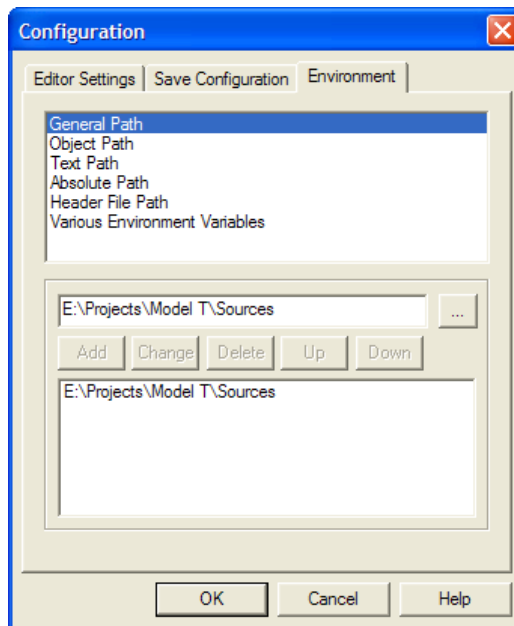 Configuration
Editor Settings Save Configuration Environment
General Path
Object Path
Text Path
Absolute Path
Header File Path
Various Environment Variables
E:\Projects\Model T\Sources ...
Add Change Delete Up Down
E:\Projects\Model T\Sources
OK Cancel Help